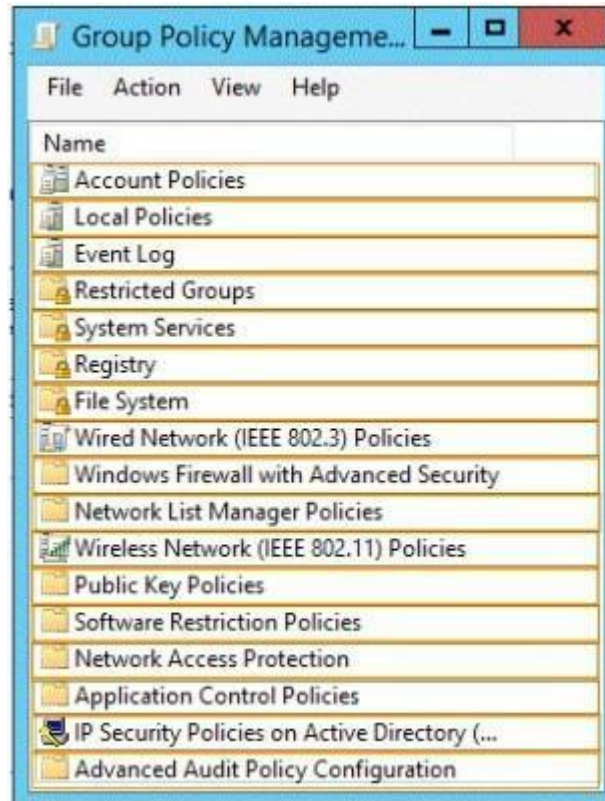 Group Policy Manageme...
File Action View Help
Name
Account Policies
Local Policies
Event Log
Restricted Groups
System Services
Registry
File System
Wired Network (IEEE 802.3) Policies
Windows Firewall with Advanced Security
Network List Manager Policies
Wireless Network (IEEE 802.11) Policies
Public Key Policies
Software Restriction Policies
Network Access Protection
Application Control Policies
IP Security Policies on Active Directory (...
Advanced Audit Policy Configuration